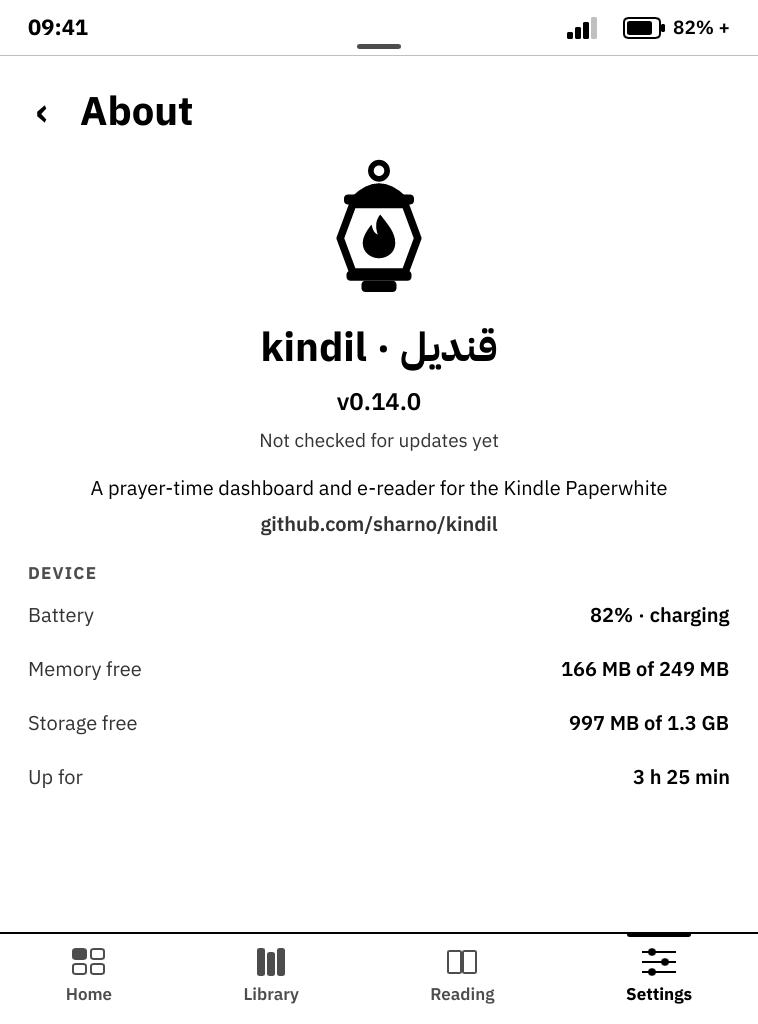 09:41 82% +
‹ About
kindil · قنديل
v0.14.0
Not checked for updates yet
A prayer-time dashboard and e-reader for the Kindle Paperwhite
github.com/sharno/kindil
DEVICE
Battery 82% · charging
Memory free 166 MB of 249 MB
Storage free 997 MB of 1.3 GB
Up for 3 h 25 min
Home Library Reading Settings